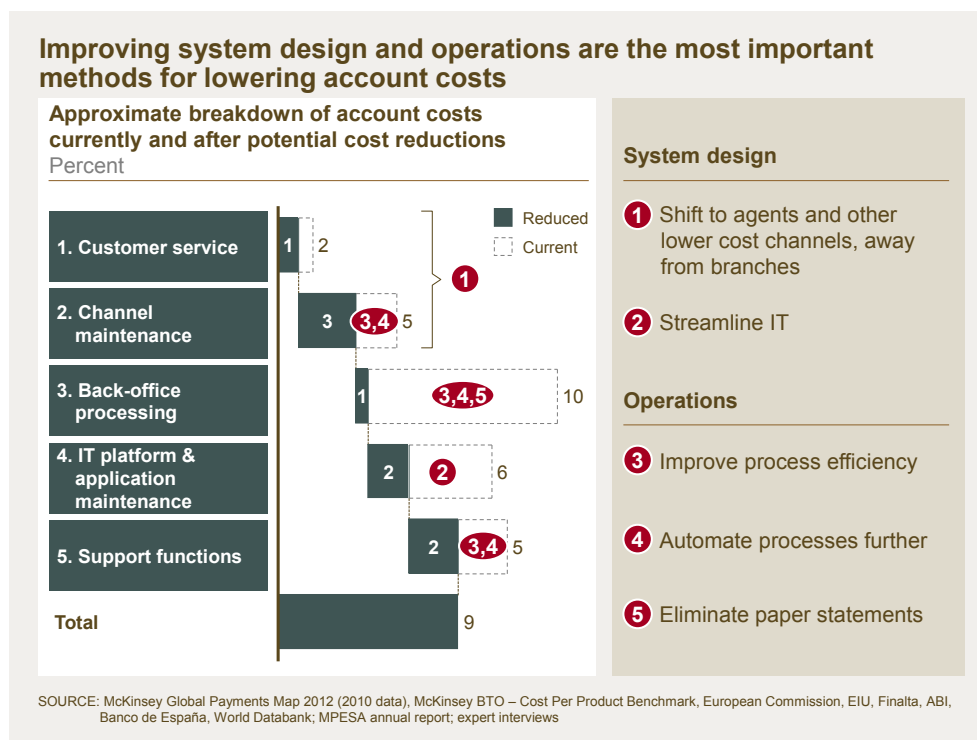 Improving system design and operations are the most important
methods for lowering account costs
Approximate breakdown of account costs
currently and after potential cost reductions
Percent
Reduced
Current
1. Customer service
1
2
1
2. Channel
maintenance
3
3,4
5
3. Back-office
processing
1
3,4,5
10
4. IT platform &
application
maintenance
2
2
6
5. Support functions
2
3,4
5
Total
9
System design
1 Shift to agents and other
lower cost channels, away
from branches
2 Streamline IT
Operations
3 Improve process efficiency
4 Automate processes further
5 Eliminate paper statements
SOURCE: McKinsey Global Payments Map 2012 (2010 data), McKinsey BTO – Cost Per Product Benchmark, European Commission, EIU, Finalta, ABI,
Banco de España, World Databank; MPESA annual report; expert interviews